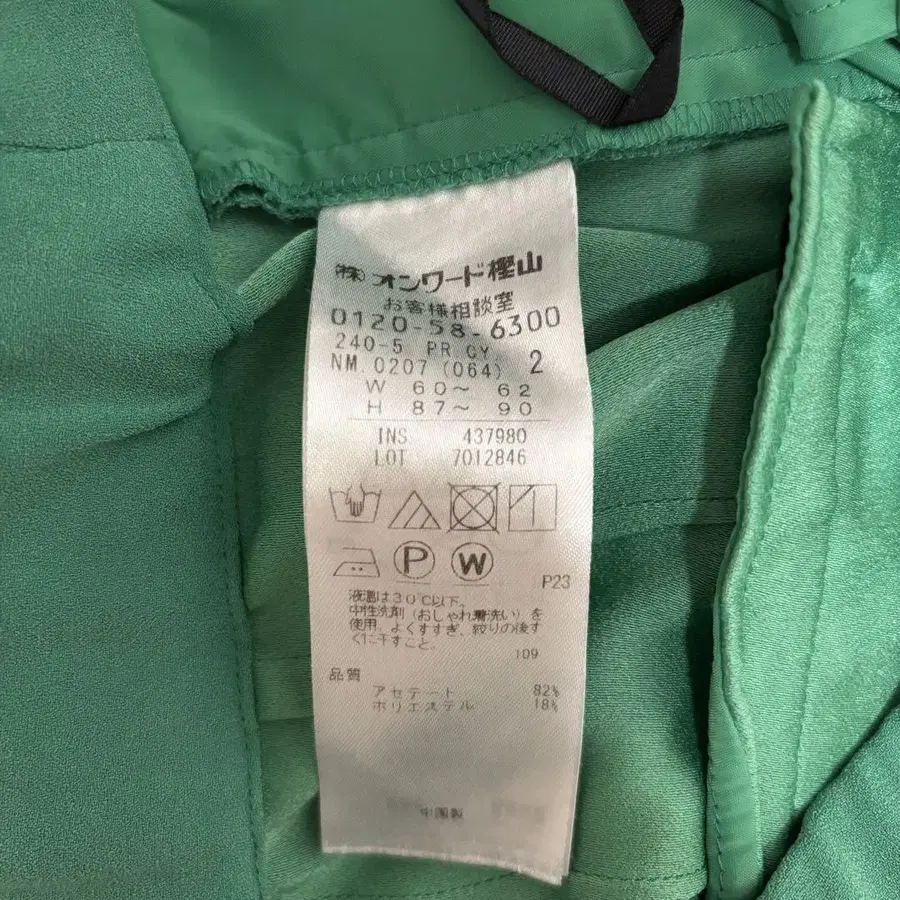 ㈱オンワード樫山
お客様相談室
0120-58-6300
240-5 PR CY
NM.0207(064) 2
W 60～ 62
H 87～ 90
INS 437980
LOT 7012846
P W
P23
液温は30℃以下。
中性洗剤（おしゃれ着洗い）を
使用、よくすすぎ、絞りの後す
ぐに干すこと。
109
品質
アセテート 82%
ポリエステル 18%
中国製